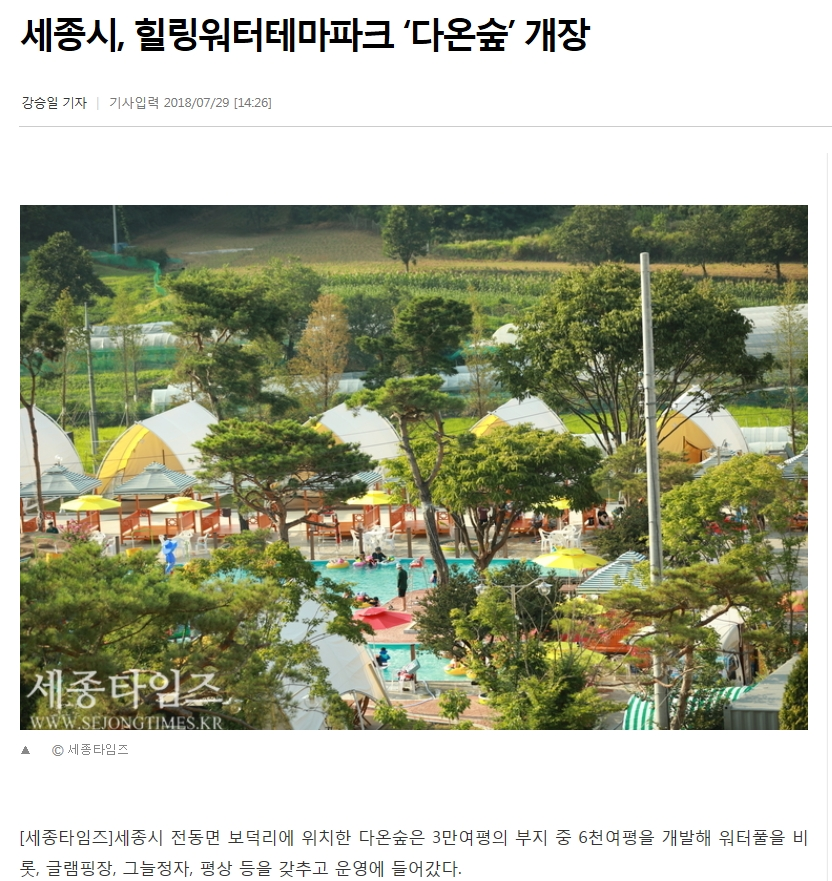 세종시, 힐링워터테마파크 ‘다온숲’ 개장
강승일 기자 | 기사입력 2018/07/29 [14:26]
세종타임즈
WWW.SEJONGTIMES.KR
▲ © 세종타임즈
[세종타임즈]세종시 전동면 보덕리에 위치한 다온숲은 3만여평의 부지 중 6천여평을 개발해 워터풀을 비
롯, 글램핑장, 그늘정자, 평상 등을 갖추고 운영에 들어갔다.